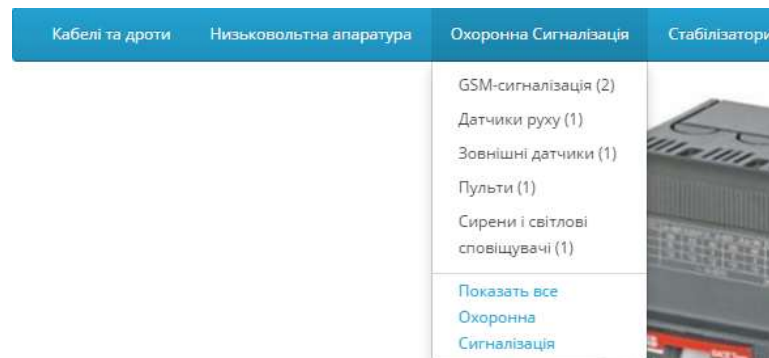 Кабелі та дроти Низьковольтна апаратура Охоронна Сигналізація Стабілізатори
GSM-сигналізація (2)
Датчики руху (1)
Зовнішні датчики (1)
Пульти (1)
Сирени і світлові
сповіщувачі (1)
Показать все
Охоронна
Сигналізація